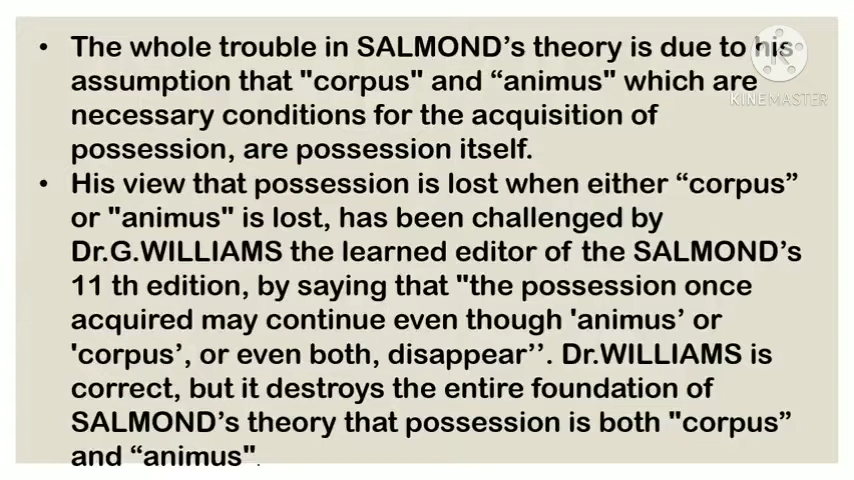 • The whole trouble in SALMOND’s theory is due to his
assumption that "corpus" and “animus" which are
necessary conditions for the acquisition of
possession, are possession itself.
• His view that possession is lost when either “corpus”
or "animus" is lost, has been challenged by
Dr.G.WILLIAMS the learned editor of the SALMOND’s
11 th edition, by saying that "the possession once
acquired may continue even though 'animus’ or
'corpus’, or even both, disappear’’. Dr.WILLIAMS is
correct, but it destroys the entire foundation of
SALMOND’s theory that possession is both "corpus”
and “animus".
K
KINEMASTER